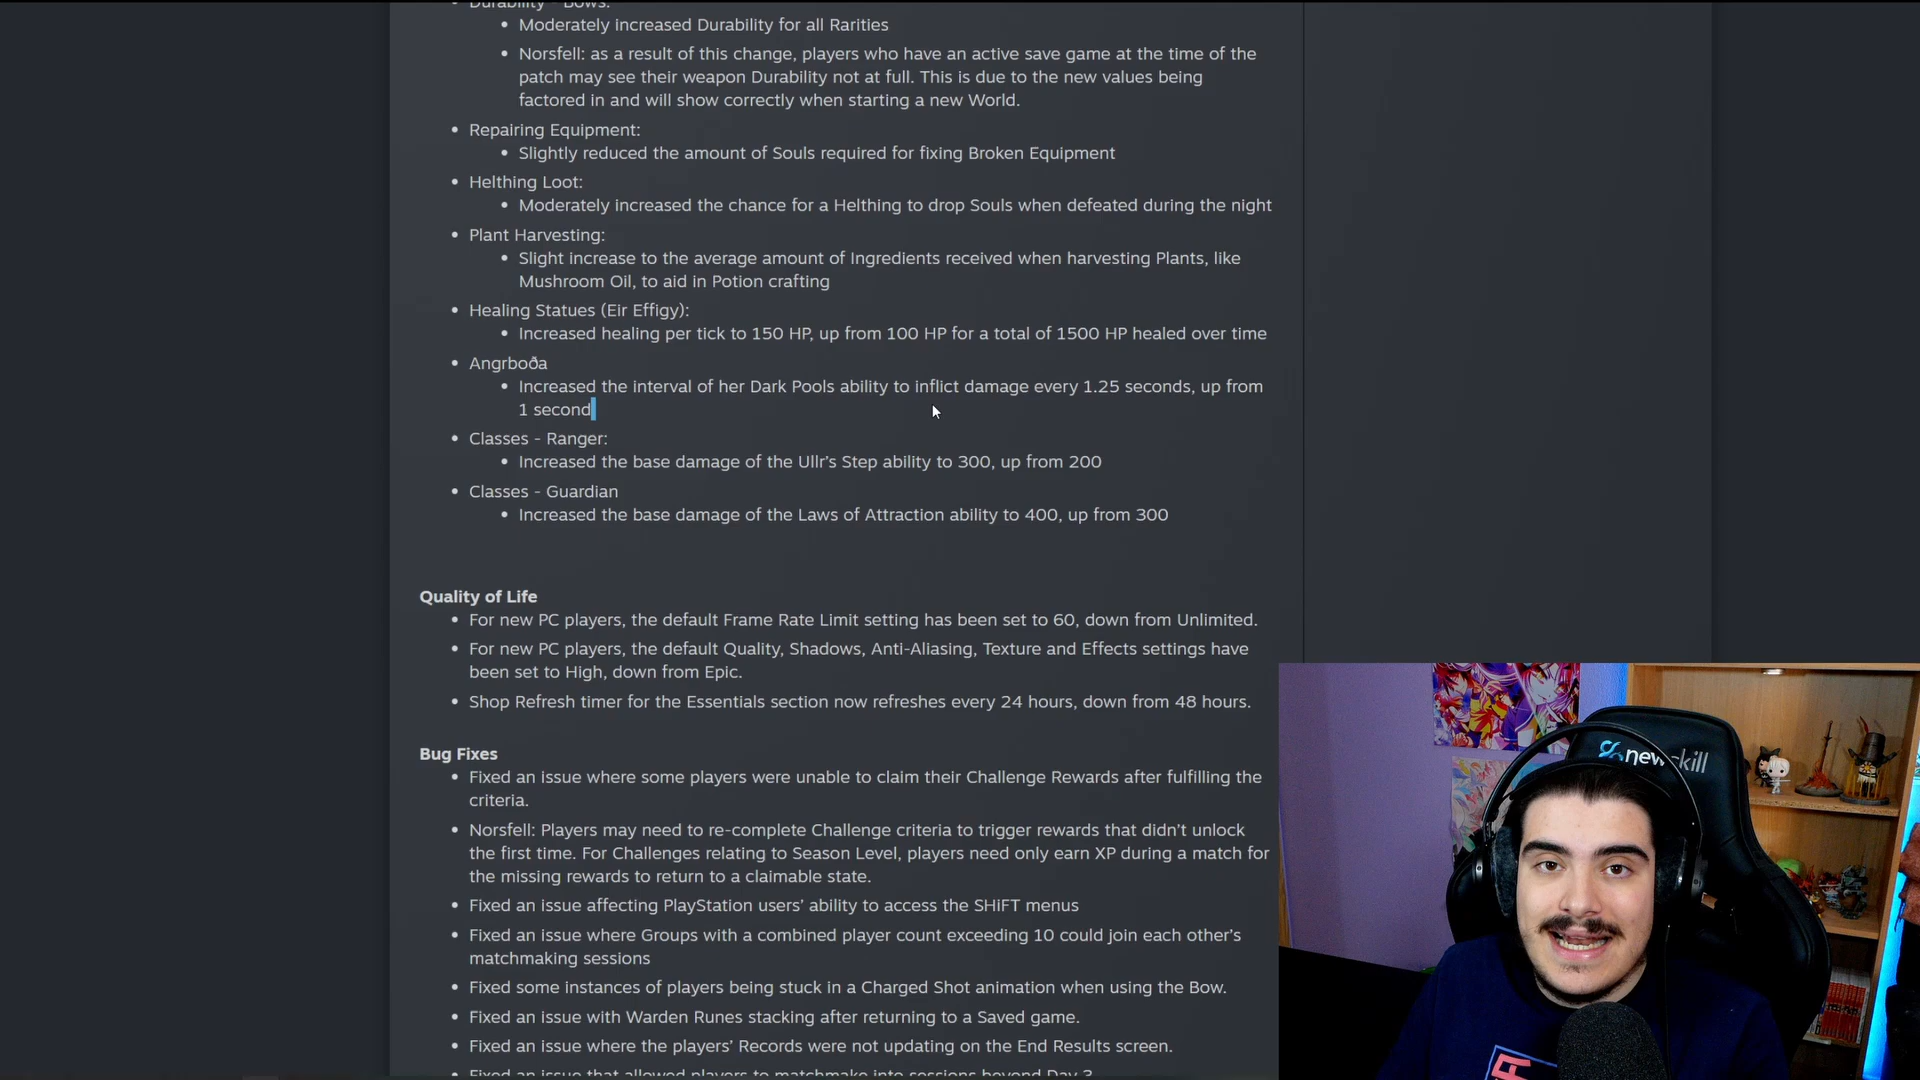 Durability - Bows:
• Moderately increased Durability for all Rarities
• Norsfell: as a result of this change, players who have an active save game at the time of the
patch may see their weapon Durability not at full. This is due to the new values being
factored in and will show correctly when starting a new World.
• Repairing Equipment:
• Slightly reduced the amount of Souls required for fixing Broken Equipment
• Helthing Loot:
• Moderately increased the chance for a Helthing to drop Souls when defeated during the night
• Plant Harvesting:
• Slight increase to the average amount of Ingredients received when harvesting Plants, like
Mushroom Oil, to aid in Potion crafting
• Healing Statues (Eir Effigy):
• Increased healing per tick to 150 HP, up from 100 HP for a total of 1500 HP healed over time
• Angrboða
• Increased the interval of her Dark Pools ability to inflict damage every 1.25 seconds, up from
1 second
• Classes - Ranger:
• Increased the base damage of the Ullr's Step ability to 300, up from 200
• Classes - Guardian
• Increased the base damage of the Laws of Attraction ability to 400, up from 300
Quality of Life
• For new PC players, the default Frame Rate Limit setting has been set to 60, down from Unlimited.
• For new PC players, the default Quality, Shadows, Anti-Aliasing, Texture and Effects settings have
been set to High, down from Epic.
• Shop Refresh timer for the Essentials section now refreshes every 24 hours, down from 48 hours.
Bug Fixes
• Fixed an issue where some players were unable to claim their Challenge Rewards after fulfilling the
criteria.
• Norsfell: Players may need to re-complete Challenge criteria to trigger rewards that didn't unlock
the first time. For Challenges relating to Season Level, players need only earn XP during a match for
the missing rewards to return to a claimable state.
• Fixed an issue affecting PlayStation users' ability to access the SHiFT menus
• Fixed an issue where Groups with a combined player count exceeding 10 could join each other's
matchmaking sessions
• Fixed some instances of players being stuck in a Charged Shot animation when using the Bow.
• Fixed an issue with Warden Runes stacking after returning to a Saved game.
• Fixed an issue where the players' Records were not updating on the End Results screen.
• Fixed an issue that allowed players to matchmake into sessions beyond Day 3
newskill